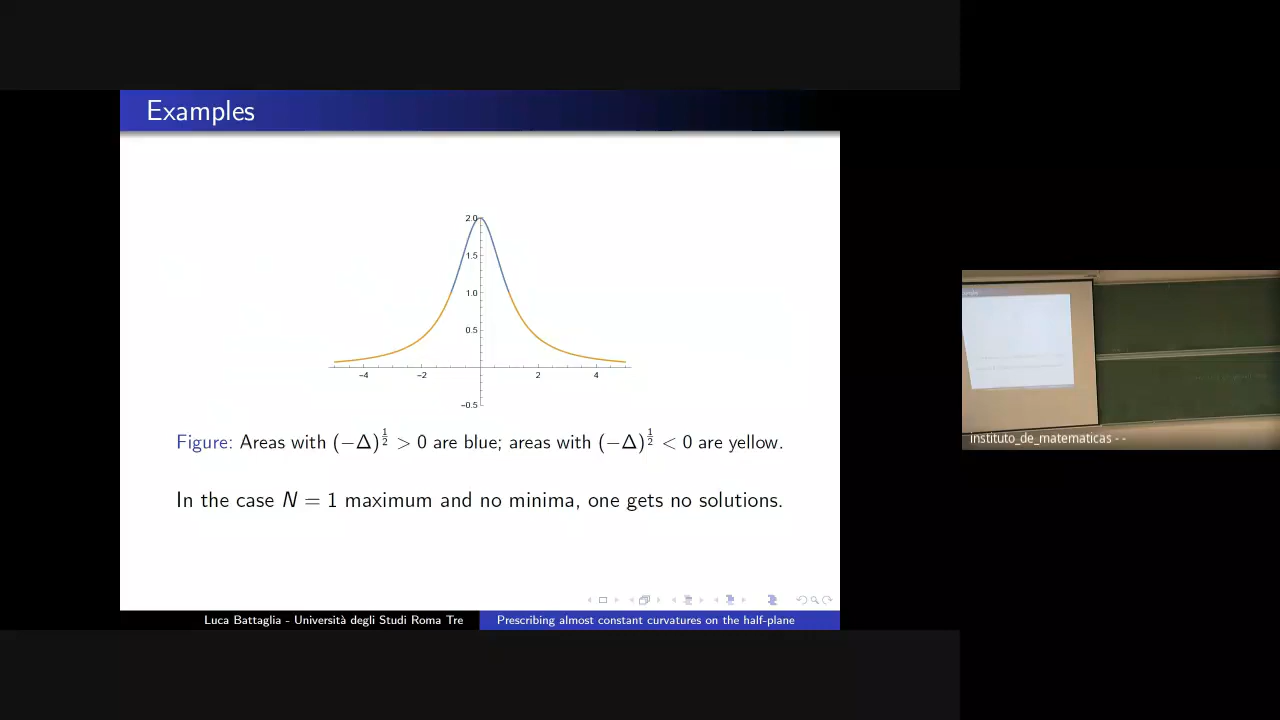 Examples
2.0
1.5
1.0
0.5
-4 -2 2 4
-0.5
Figure: Areas with (−Δ)^{1/2} > 0 are blue; areas with (−Δ)^{1/2} < 0 are yellow.
In the case N = 1 maximum and no minima, one gets no solutions.
Luca Battaglia - Università degli Studi Roma Tre
Prescribing almost constant curvatures on the half-plane
instituto_de_matematicas - -